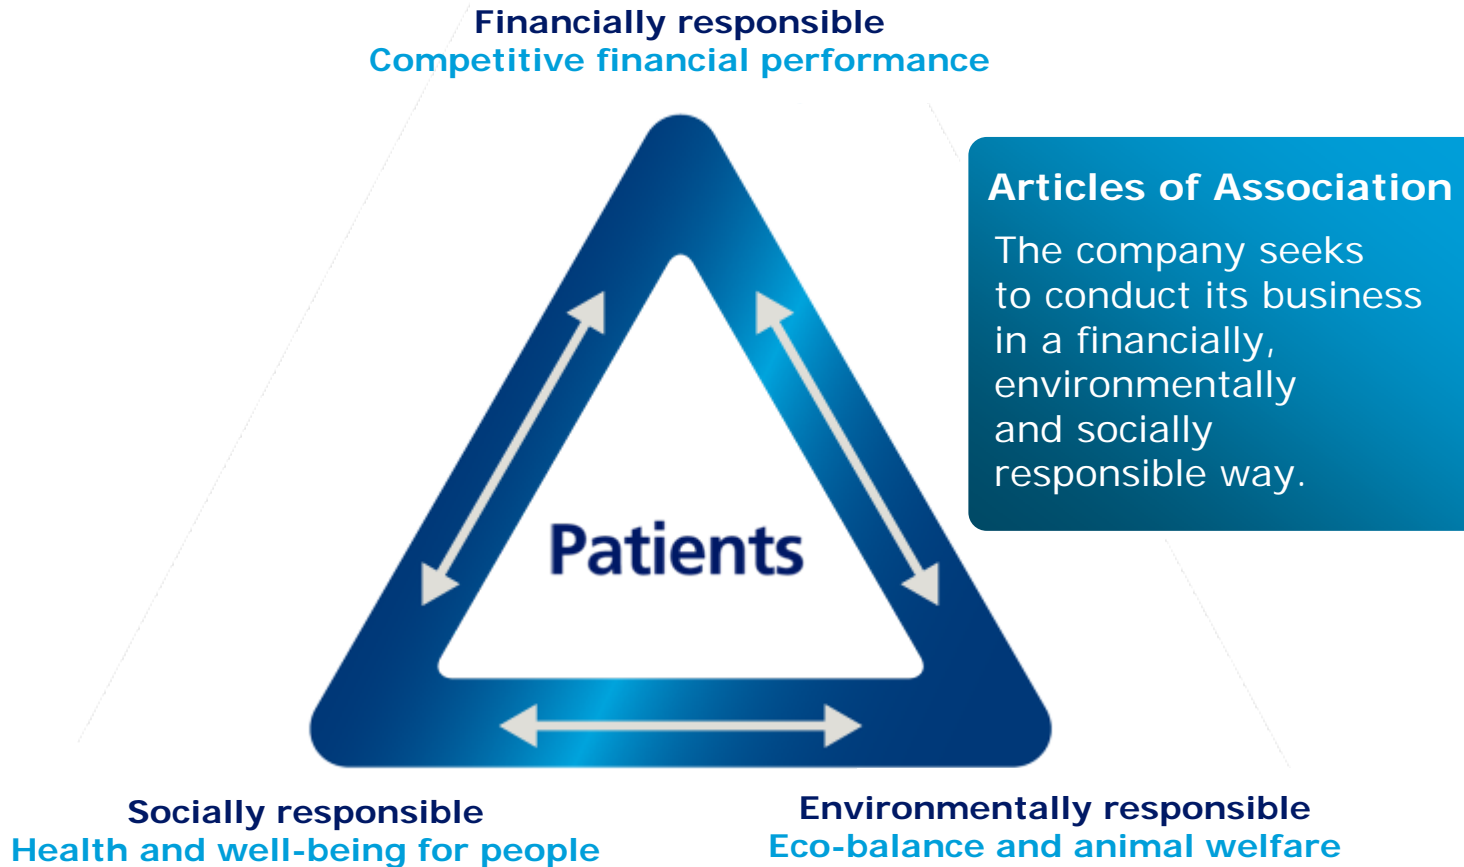 Financially responsible
Competitive financial performance
Articles of Association
The company seeks
to conduct its business
in a financially,
environmentally
and socially
responsible way.
Patients
Socially responsible
Health and well-being for people
Environmentally responsible
Eco-balance and animal welfare